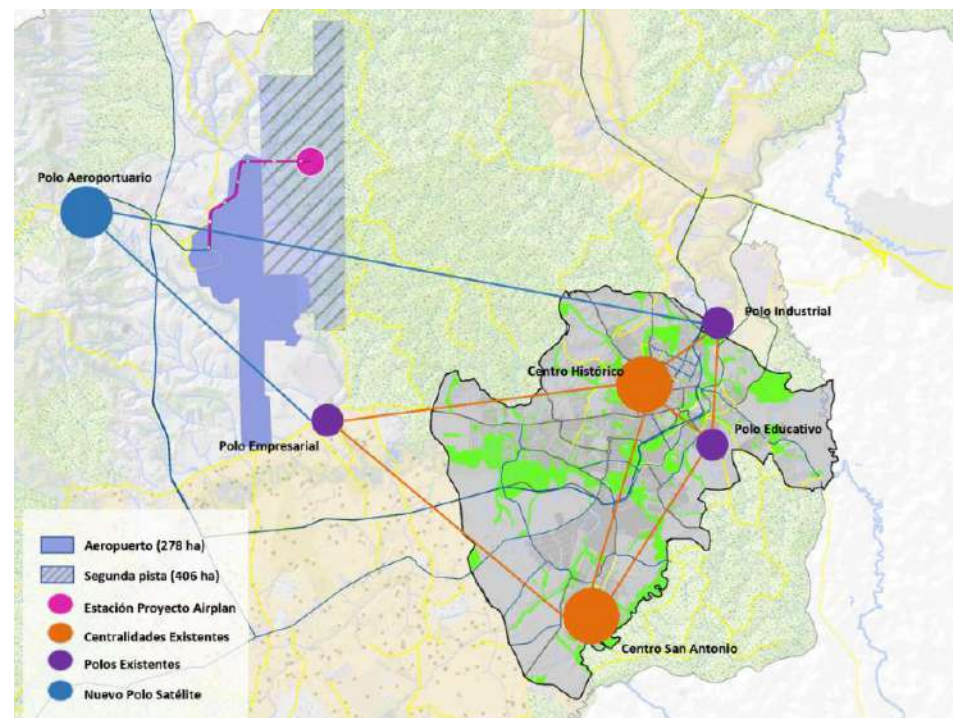 Polo Aeroportuario
Polo Industrial
Centro Histórico
Polo Educativo
Polo Empresarial
Centro San Antonio
Aeropuerto (278 ha)
Segunda pista (406 ha)
Estación Proyecto Airplan
Centralidades Existentes
Polos Existentes
Nuevo Polo Satélite